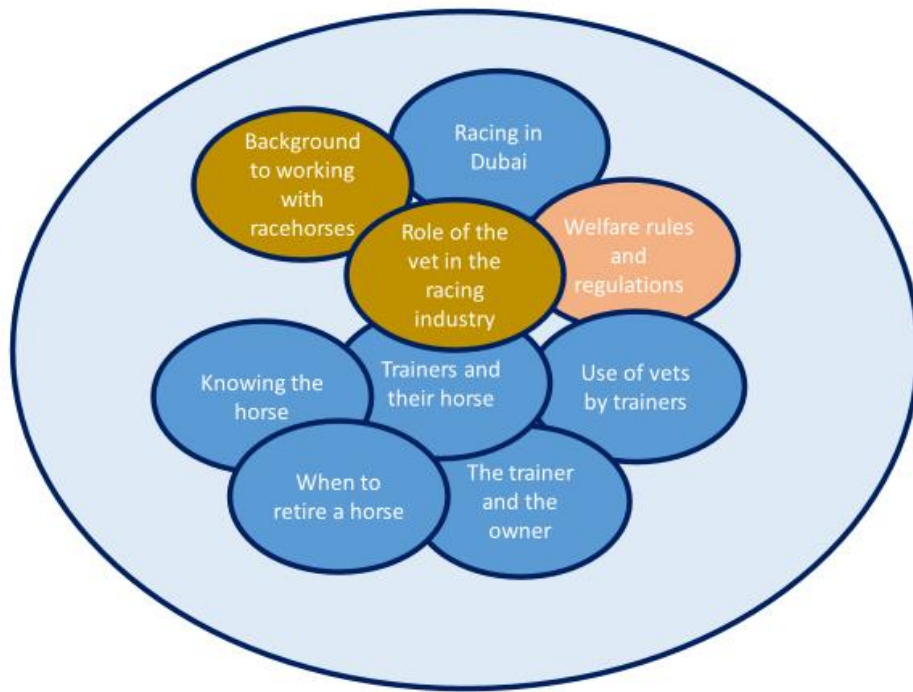 Racing in
Dubai
Background
to working
with
racehorses
Role of the
vet in the
racing
industry
Welfare rules
and
regulations
Knowing the
horse
Trainers and
their horse
Use of vets
by trainers
When to
retire a horse
The trainer
and the
owner